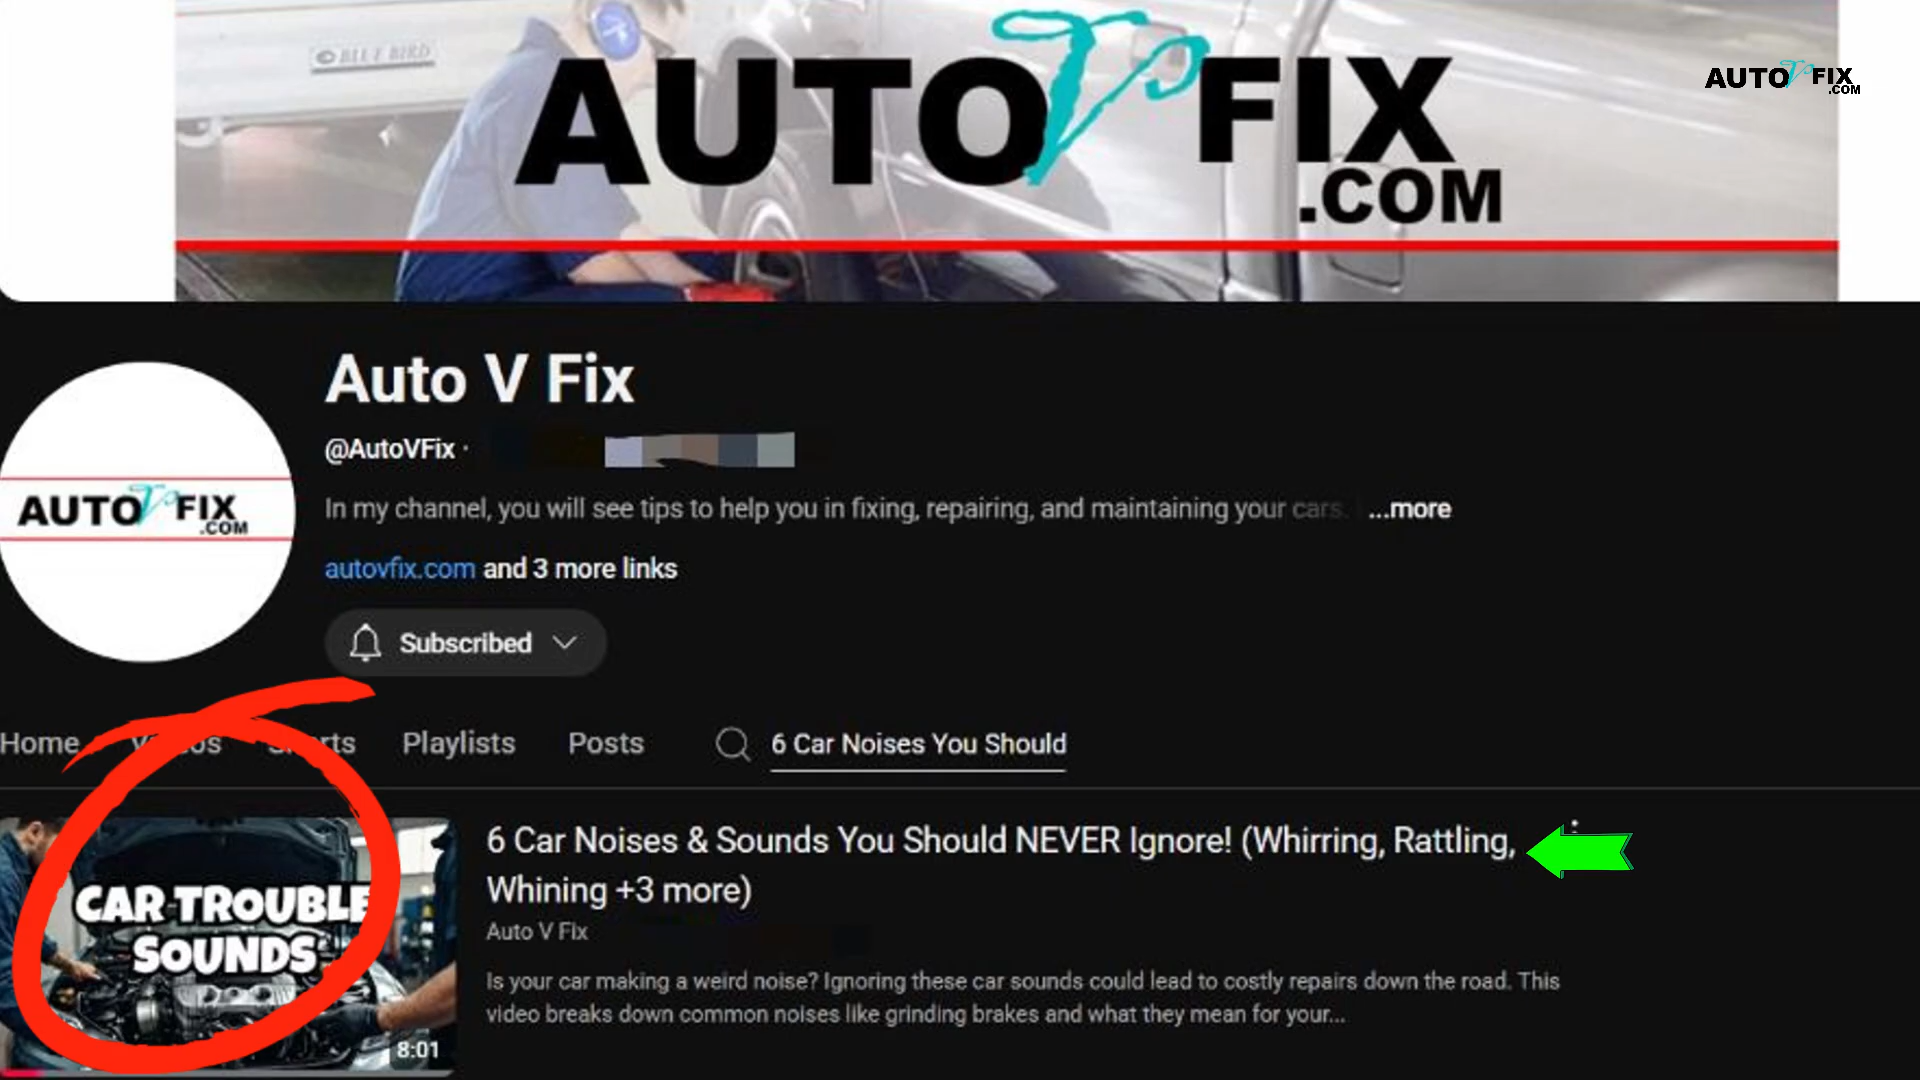 © BLUE BIRD
AUTO V FIX
.COM
AUTO V FIX
.COM
Auto V Fix
@AutoVFix ·
In my channel, you will see tips to help you in fixing, repairing, and maintaining your cars. ...more
autovfix.com and 3 more links
AUTO V FIX
.COM
Subscribed
Home Videos Shorts Playlists Posts 6 Car Noises You Should
6 Car Noises & Sounds You Should NEVER Ignore! (Whirring, Rattling,
Whining +3 more)
Auto V Fix
CAR TROUBLE
SOUNDS
Is your car making a weird noise? Ignoring these car sounds could lead to costly repairs down the road. This
video breaks down common noises like grinding brakes and what they mean for your...
8:01